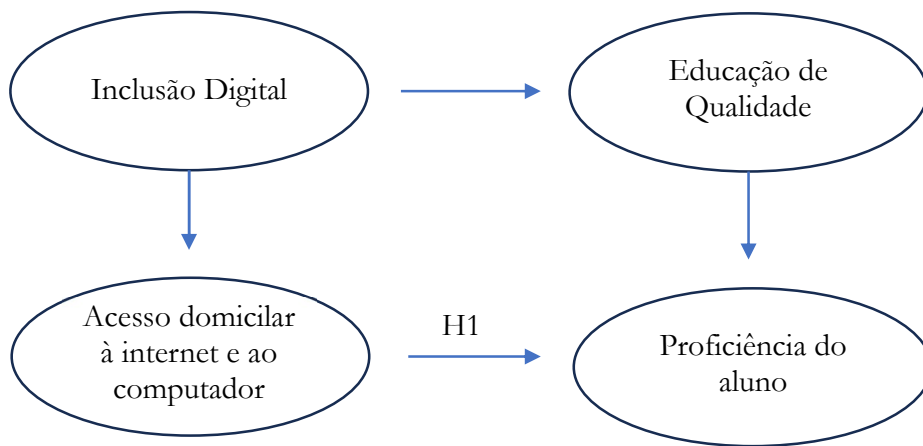 Inclusão Digital
Educação de
Qualidade
Acesso domicilar
à internet e ao
computador
H1
Proficiência do
aluno